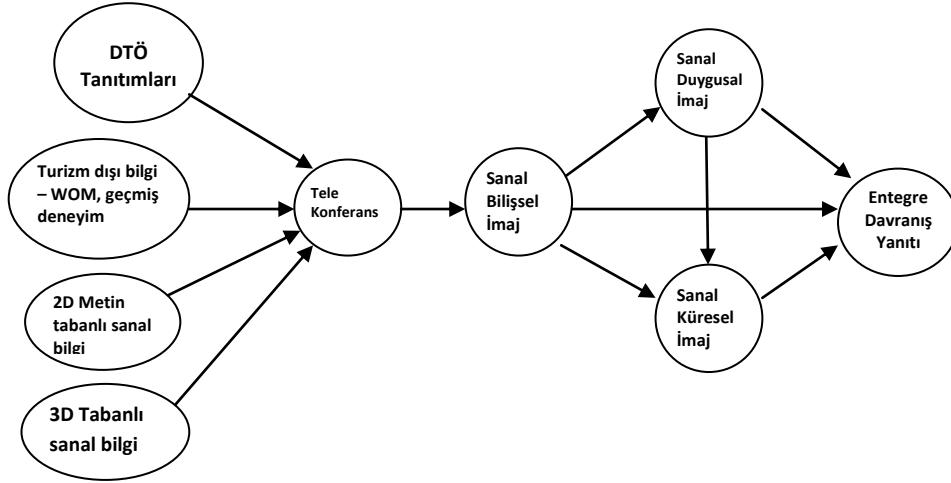 DTÖ
Tanıtımları
Turizm dışı bilgi
– WOM, geçmiş
deneyim
2D Metin
tabanlı sanal
bilgi
3D Tabanlı
sanal bilgi
Tele
Konferans
Sanal
Bilişsel
İmaj
Sanal
Duygusal
İmaj
Sanal
Küresel
İmaj
Entegre
Davranış
Yanıtı